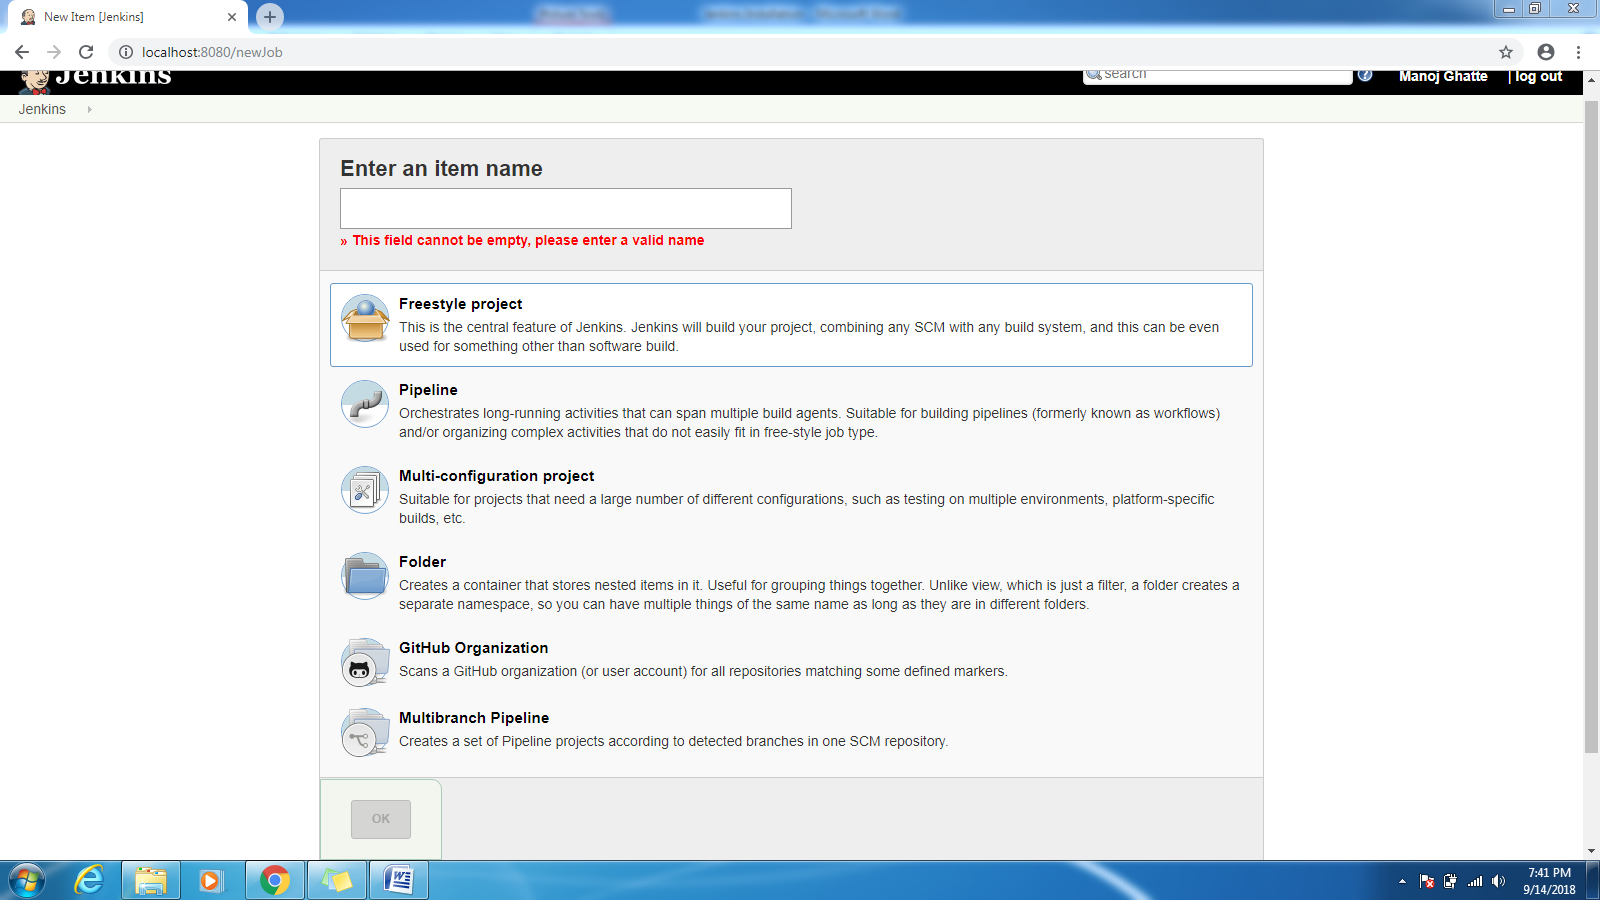 New Item [Jenkins]
localhost:8080/newJob
Jenkins
search
Manoj Ghatte
| log out
Jenkins
Enter an item name
» This field cannot be empty, please enter a valid name
Freestyle project
This is the central feature of Jenkins. Jenkins will build your project, combining any SCM with any build system, and this can be even
used for something other than software build.
Pipeline
Orchestrates long-running activities that can span multiple build agents. Suitable for building pipelines (formerly known as workflows)
and/or organizing complex activities that do not easily fit in free-style job type.
Multi-configuration project
Suitable for projects that need a large number of different configurations, such as testing on multiple environments, platform-specific
builds, etc.
Folder
Creates a container that stores nested items in it. Useful for grouping things together. Unlike view, which is just a filter, a folder creates a
separate namespace, so you can have multiple things of the same name as long as they are in different folders.
GitHub Organization
Scans a GitHub organization (or user account) for all repositories matching some defined markers.
Multibranch Pipeline
Creates a set of Pipeline projects according to detected branches in one SCM repository.
OK
7:41 PM
9/14/2018